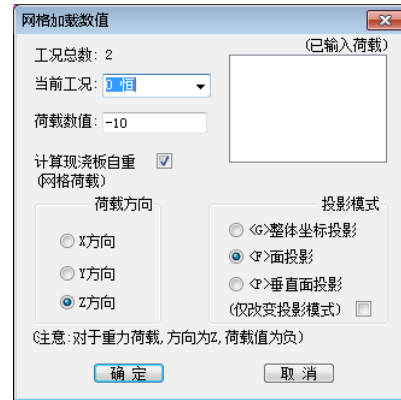 网格加载数值
工况总数: 2
(已输入荷载)
当前工况: 0 恒
荷载数值: -10
计算现浇板自重
(网格荷载)
荷载方向
X方向
Y方向
Z方向
投影模式
<G>整体坐标投影
<F>面投影
<P>垂直面投影
(仅改变投影模式)
(注意:对于重力荷载,方向为Z,荷载值为负)
确 定
取 消